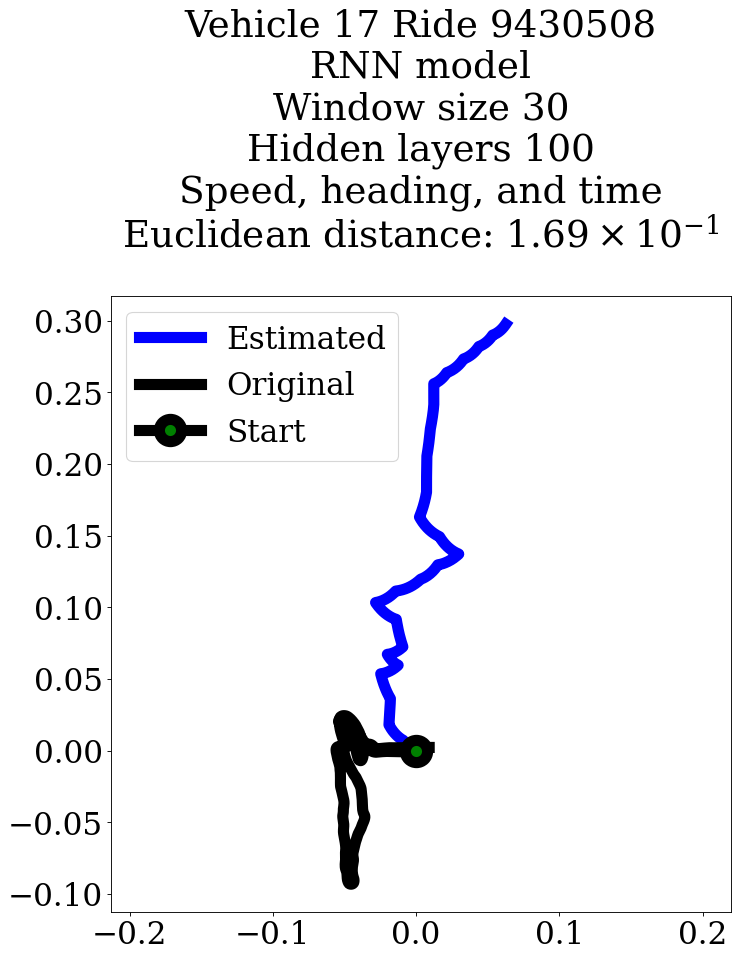 Vehicle 17 Ride 9430508
RNN model
Window size 30
Hidden layers 100
Speed, heading, and time
Euclidean distance: 1.69 × 10⁻¹
Estimated
Original
Start
0.30
0.25
0.20
0.15
0.10
0.05
0.00
−0.05
−0.10
−0.2 −0.1 0.0 0.1 0.2